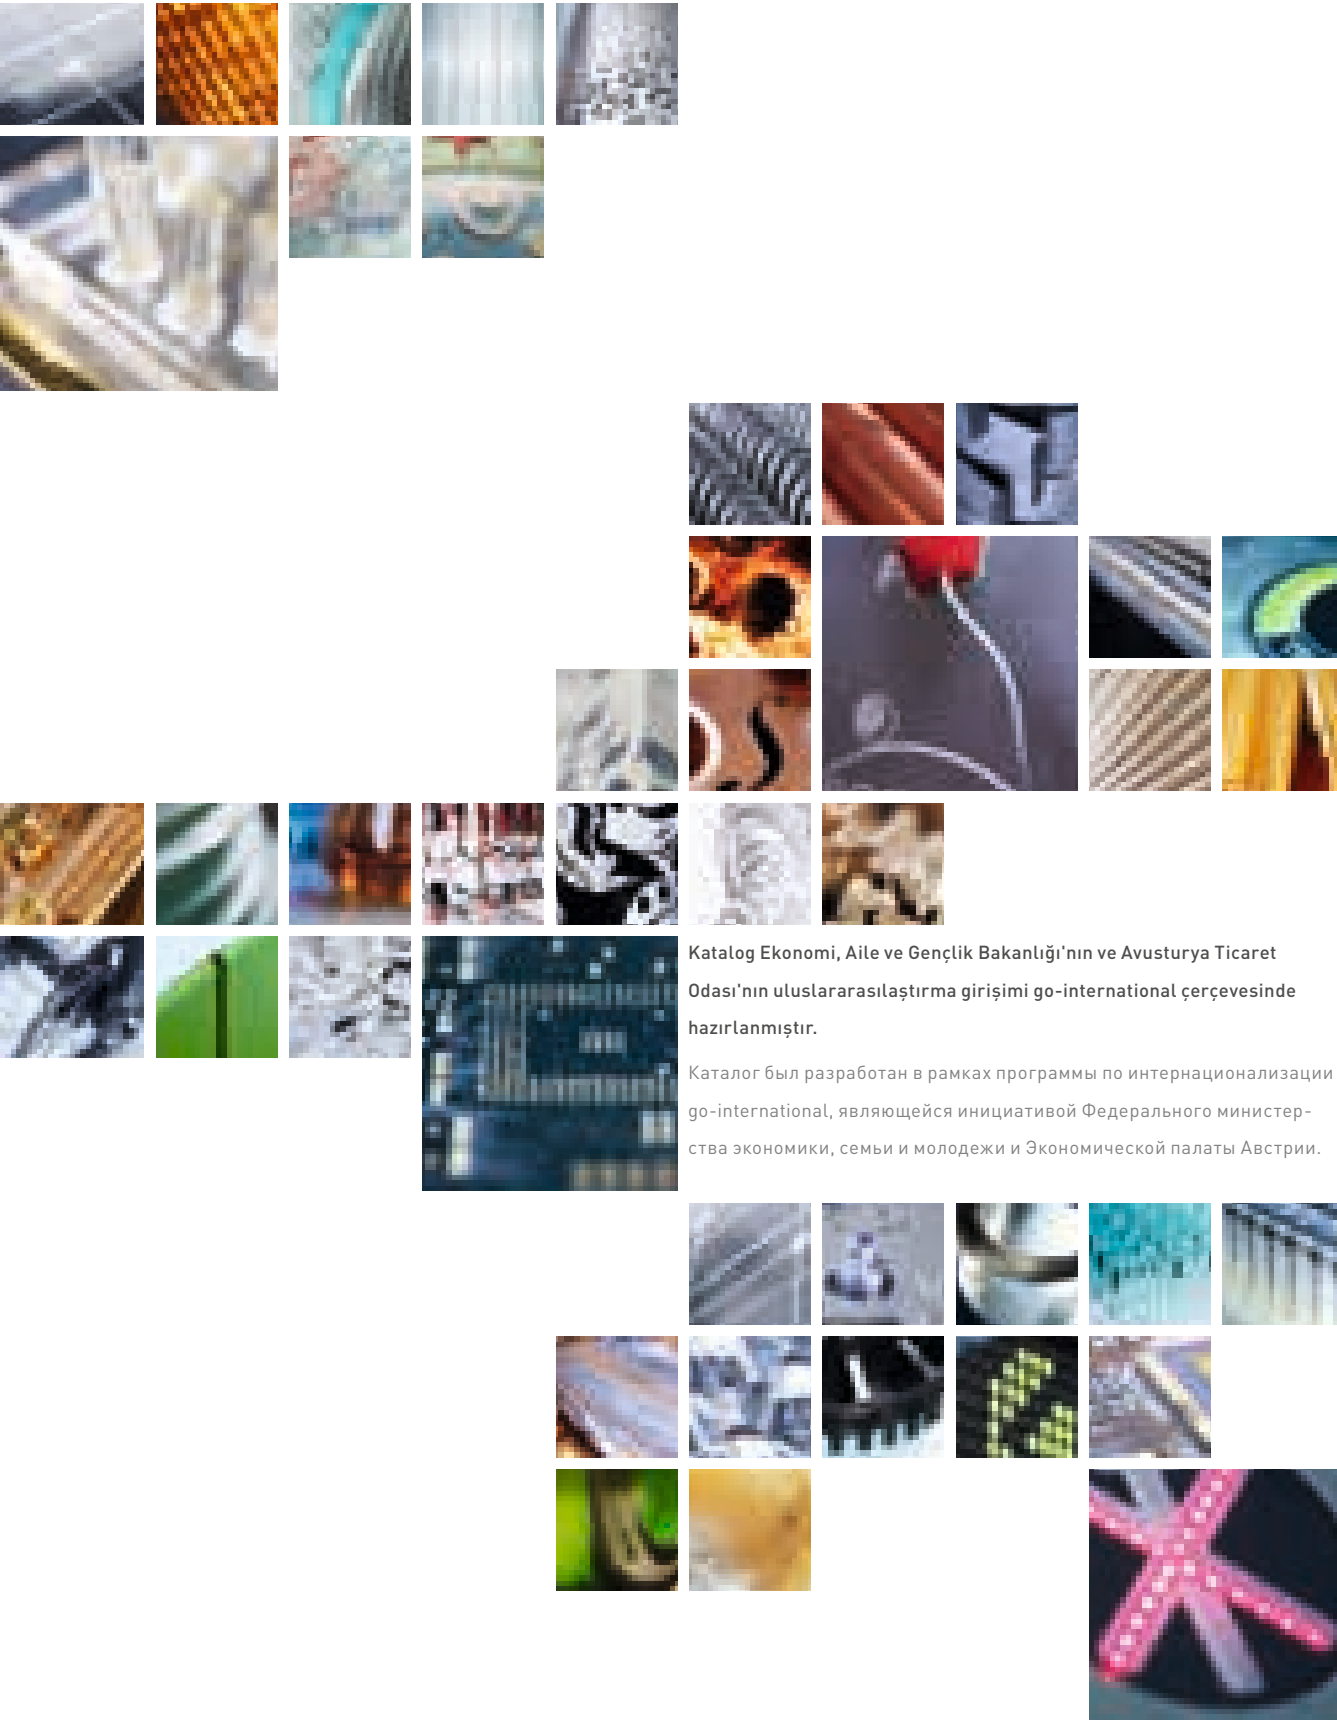 Katalog Ekonomi, Aile ve Gençlik Bakanlığı'nın ve Avusturya Ticaret
Odası'nın uluslararasılaştırma girişimi go-international çerçevesinde
hazırlanmıştır.
Каталог был разработан в рамках программы по интернационализации
go-international, являющейся инициативой Федерального министер-
ства экономики, семьи и молодежи и Экономической палаты Австрии.